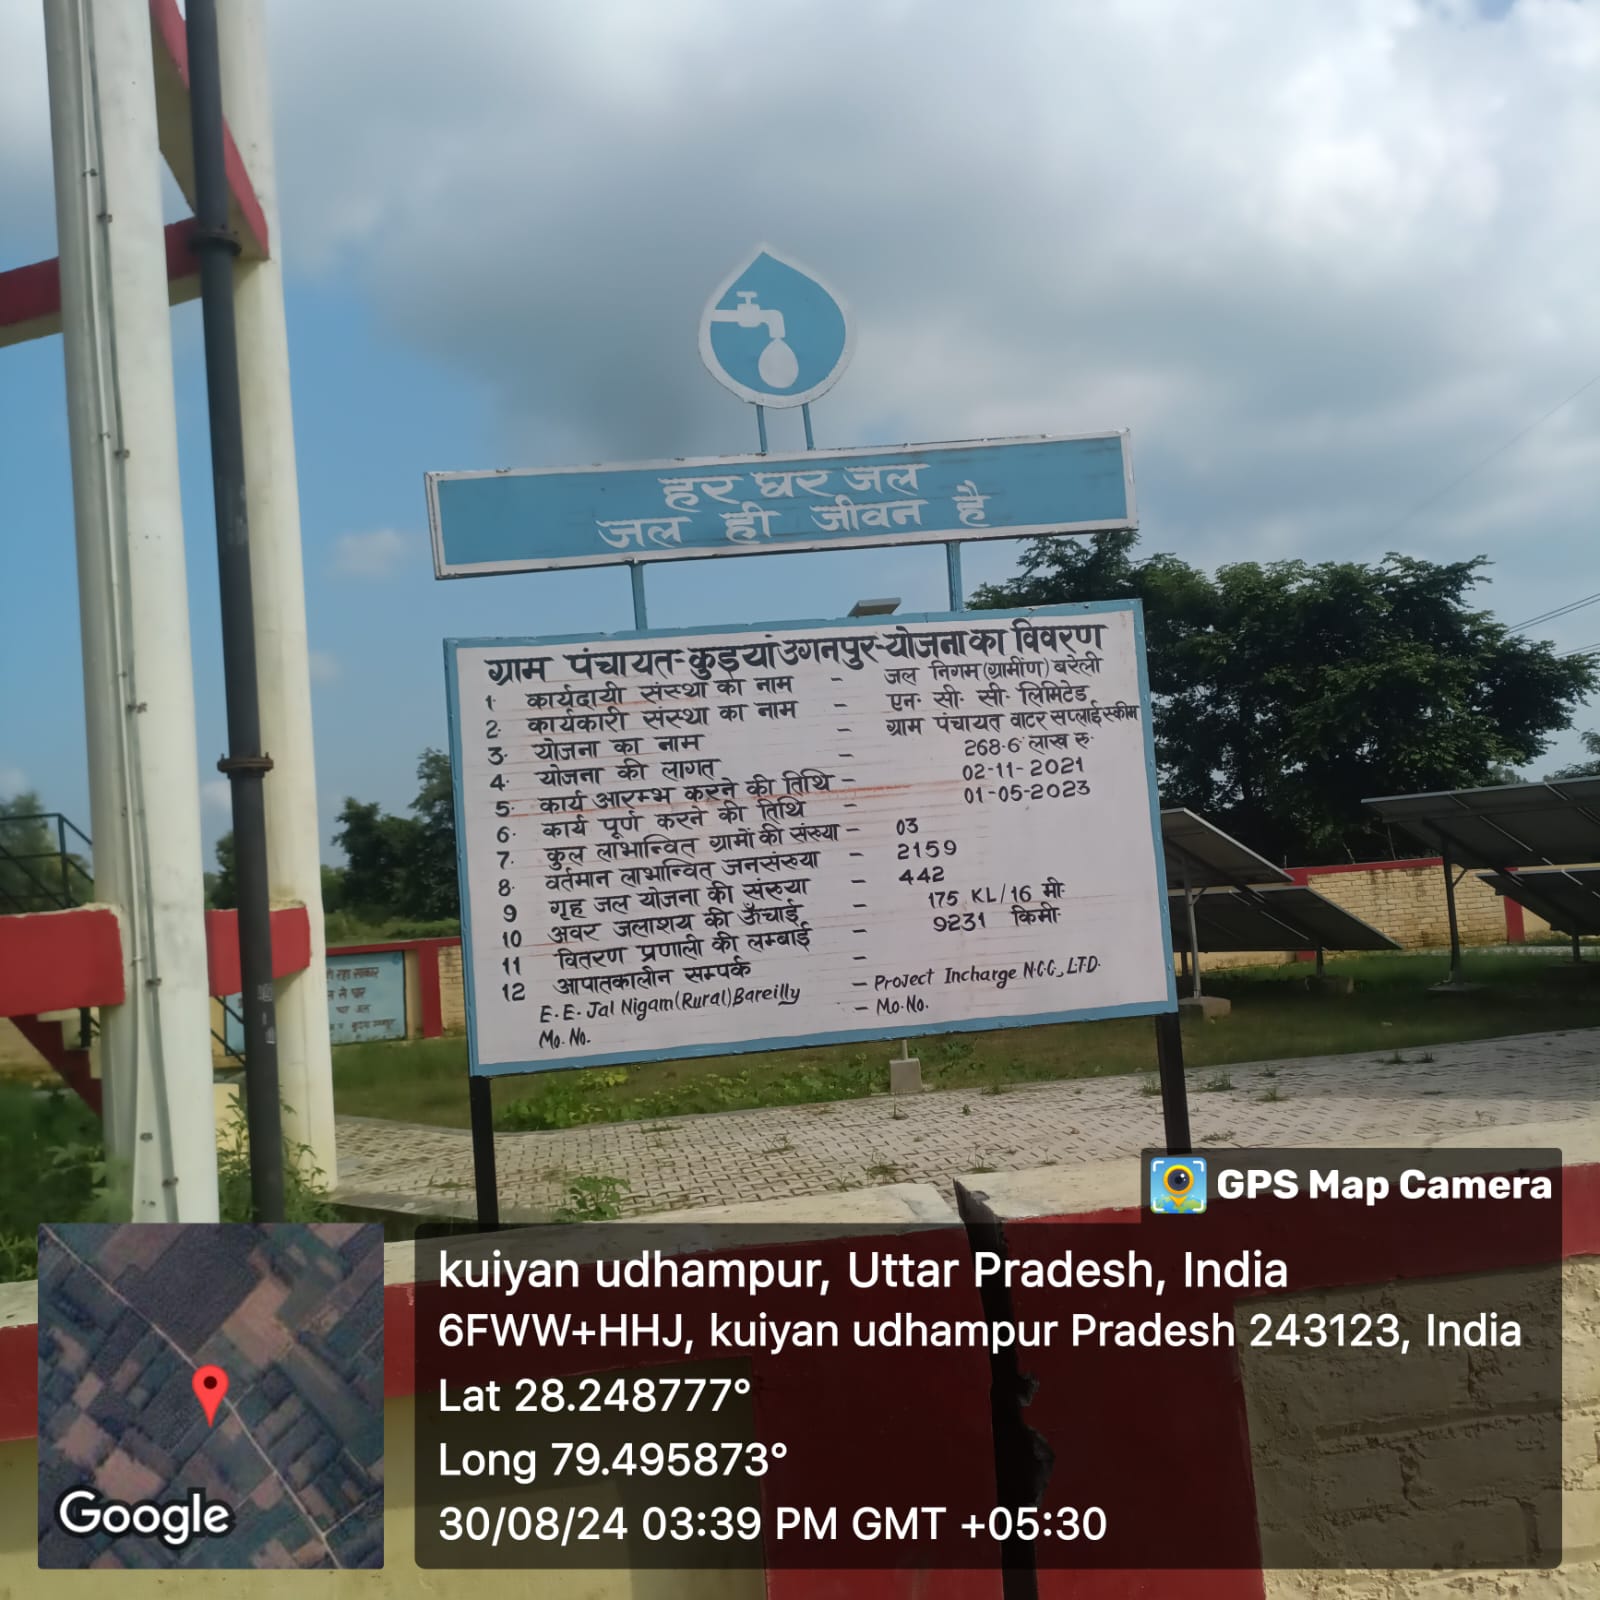 हर घर जल
जल ही जीवन है
ग्राम पंचायत-कुइयां उगनपुर-योजना का विवरण
1 कार्यदायी संस्था का नाम - जल निगम (ग्रामीण) बरेली
2. कार्यकारी संस्था का नाम - एन. सी. सी. लिमिटेड
3. योजना का नाम - ग्राम पंचायत वाटर सप्लाई स्कीम
4. योजना की लागत - 268.6 लाख रु.
5. कार्य आरम्भ करने की तिथि - 02-11-2021
6. कार्य पूर्ण करने की तिथि - 01-05-2023
7. कुल लाभान्वित ग्रामों की संख्या - 03
8. वर्तमान लाभान्वित जनसंख्या - 2159
9 गृह जल योजना की संख्या - 442
10 अवर जलाशय की ऊँचाई - 175 KL/16 मी.
11 वितरण प्रणाली की लम्बाई - 9231 किमी.
12 आपातकालीन सम्पर्क -
E.E. Jal Nigam (Rural) Bareilly - Project Incharge N.C.C., LTD.
Mo. No. - Mo. No.
GPS Map Camera
kuiyan udhampur, Uttar Pradesh, India
6FWW+HHJ, kuiyan udhampur Pradesh 243123, India
Lat 28.248777°
Long 79.495873°
30/08/24 03:39 PM GMT +05:30
Google